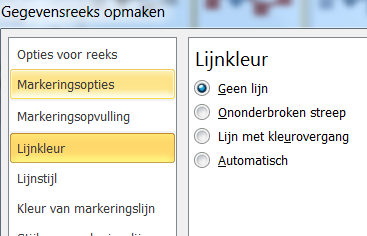 Gegevensreeks opmaken
Opties voor reeks
Markeringsopties
Markeringsopvulling
Lijnkleur
Lijnstijl
Kleur van markeringslijn
Lijnkleur
Geen lijn
Ononderbroken streep
Lijn met kleurovergang
Automatisch